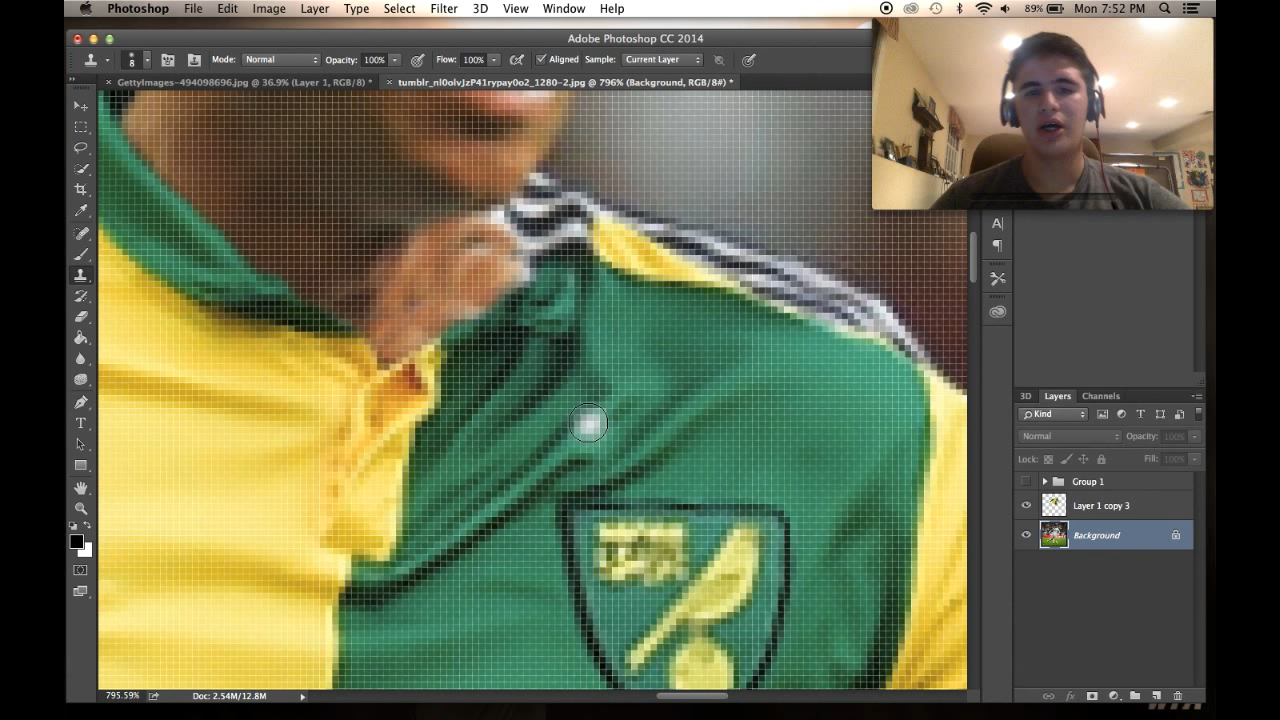 Photoshop File Edit Image Layer Type Select Filter 3D View Window Help 89% Mon 7:52 PM
Adobe Photoshop CC 2014
8 Mode: Normal Opacity: 100% Flow: 100% Aligned Sample: Current Layer
GettyImages-494098696.jpg @ 36.9% (Layer 1, RGB/8) * tumblr_nl0olvJzP41rypay0o2_1280-2.jpg @ 796% (Background, RGB/8#) *
3D Layers Channels
Kind
Normal Opacity: 100%
Lock: Fill: 100%
Group 1
Layer 1 copy 3
Background
795.59% Doc: 2.54M/12.8M